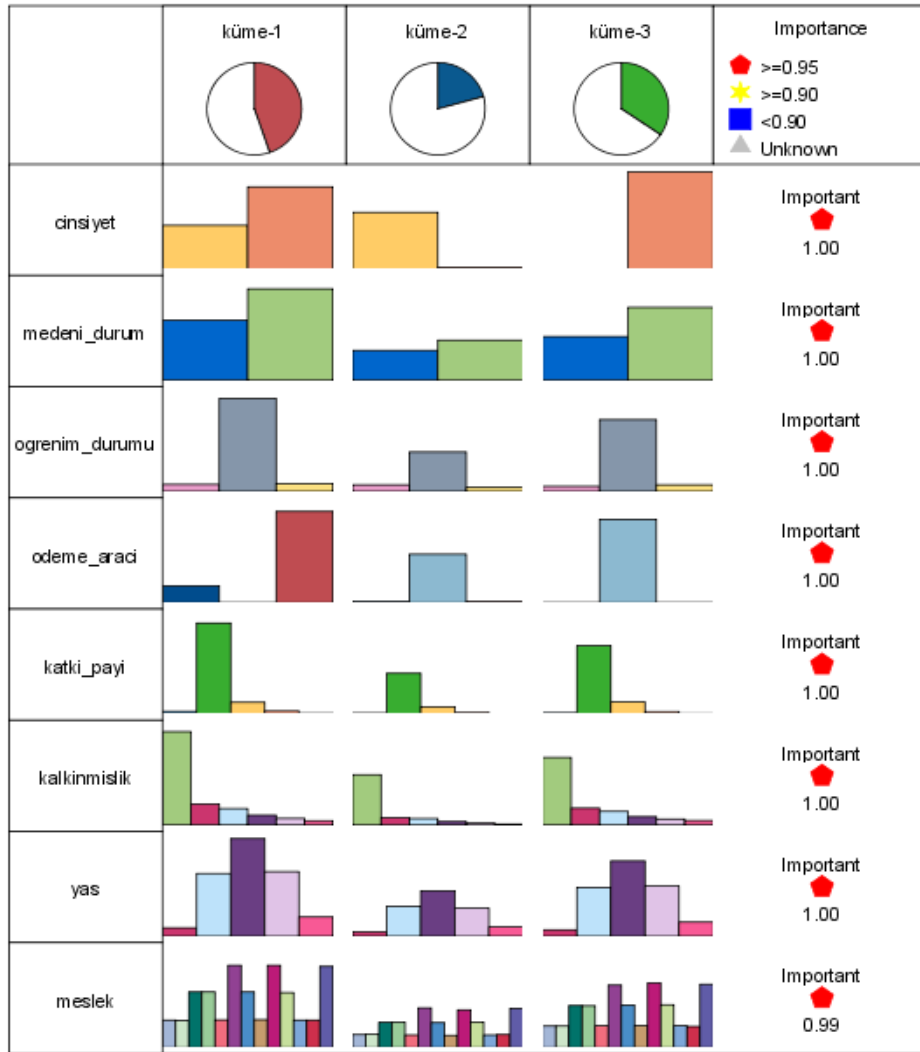 küme-1
küme-2
küme-3
Importance
>=0.95
>=0.90
<0.90
Unknown
cinsiyet
Important
1.00
medeni_durum
Important
1.00
ogrenim_durumu
Important
1.00
odeme_araci
Important
1.00
katki_payi
Important
1.00
kalkinmislik
Important
1.00
yas
Important
1.00
meslek
Important
0.99